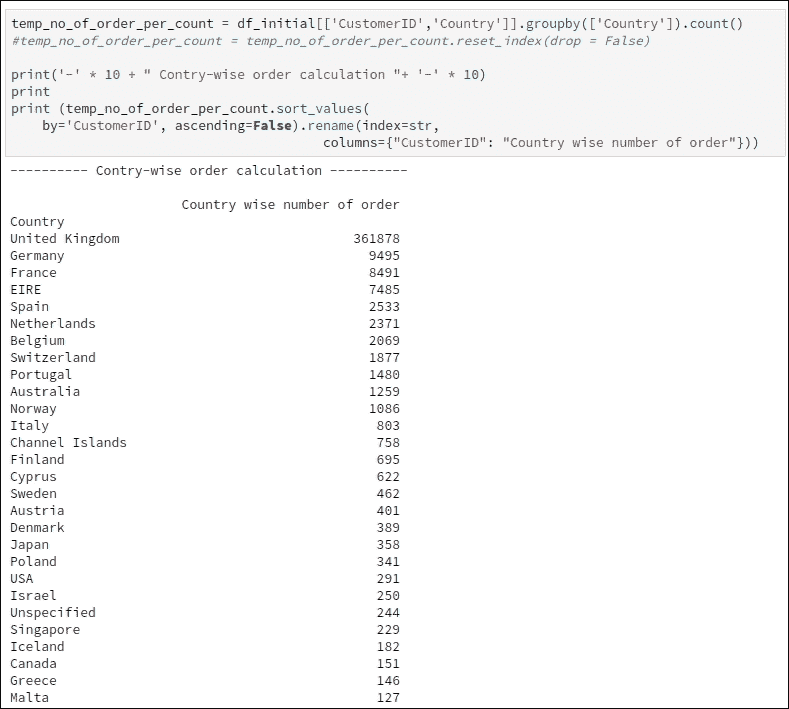 temp_no_of_order_per_count = df_initial[['CustomerID','Country']].groupby(['Country']).count()
#temp_no_of_order_per_count = temp_no_of_order_per_count.reset_index(drop = False)
print('-' * 10 + " Contry-wise order calculation "+ '-' * 10)
print
print (temp_no_of_order_per_count.sort_values(
    by='CustomerID', ascending=False).rename(index=str,
                                        columns={"CustomerID": "Country wise number of order"}))
---------- Contry-wise order calculation ----------
Country wise number of order
Country
United Kingdom 361878
Germany 9495
France 8491
EIRE 7485
Spain 2533
Netherlands 2371
Belgium 2069
Switzerland 1877
Portugal 1480
Australia 1259
Norway 1086
Italy 803
Channel Islands 758
Finland 695
Cyprus 622
Sweden 462
Austria 401
Denmark 389
Japan 358
Poland 341
USA 291
Israel 250
Unspecified 244
Singapore 229
Iceland 182
Canada 151
Greece 146
Malta 127